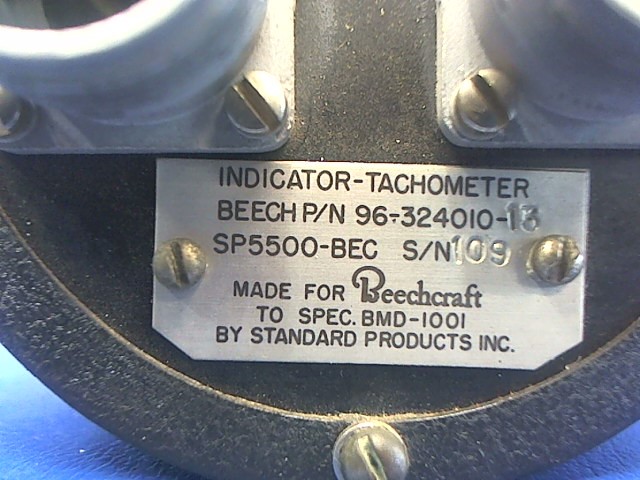 INDICATOR-TACHOMETER
BEECH P/N 96-324010-13
SP5500-BEC S/N 109
MADE FOR Beechcraft
TO SPEC. BMD-1001
BY STANDARD PRODUCTS INC.